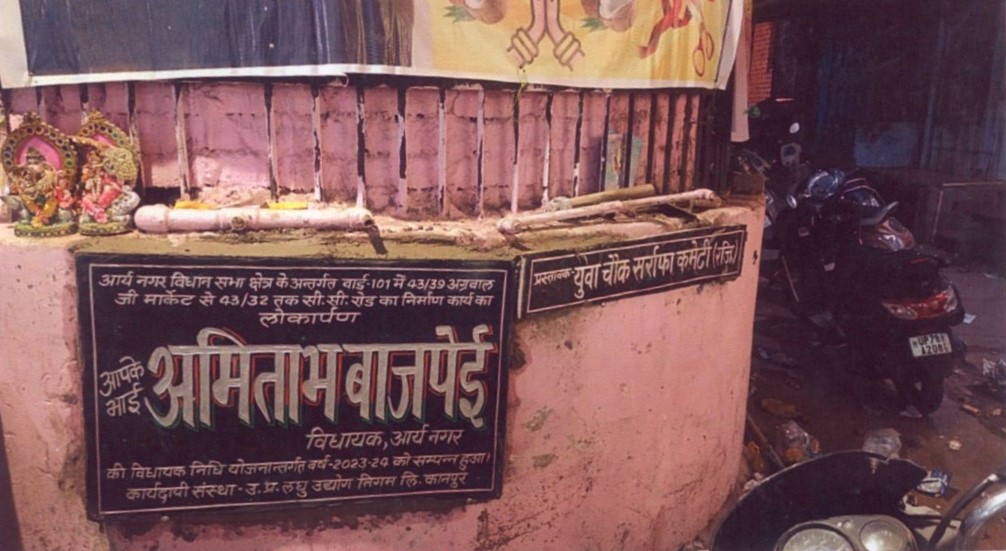 आर्य नगर विधान सभा क्षेत्र के अन्तर्गत वार्ड-101 में 43/39 अग्रवाल
जी मार्केट से 43/32 तक सी.सी. रोड का निर्माण कार्य का
लोकार्पण
आपके भाई
अमिताभ बाजपेई
विधायक, आर्य नगर
की विधायक निधि योजनान्तर्गत वर्ष-2023-24 को सम्पन्न हुआ।
कार्यदायी संस्था-उ.प्र. लघु उद्योग निगम लि. कानपुर
प्रस्तावक- युवा चौक सर्राफा कमेटी (रजि)